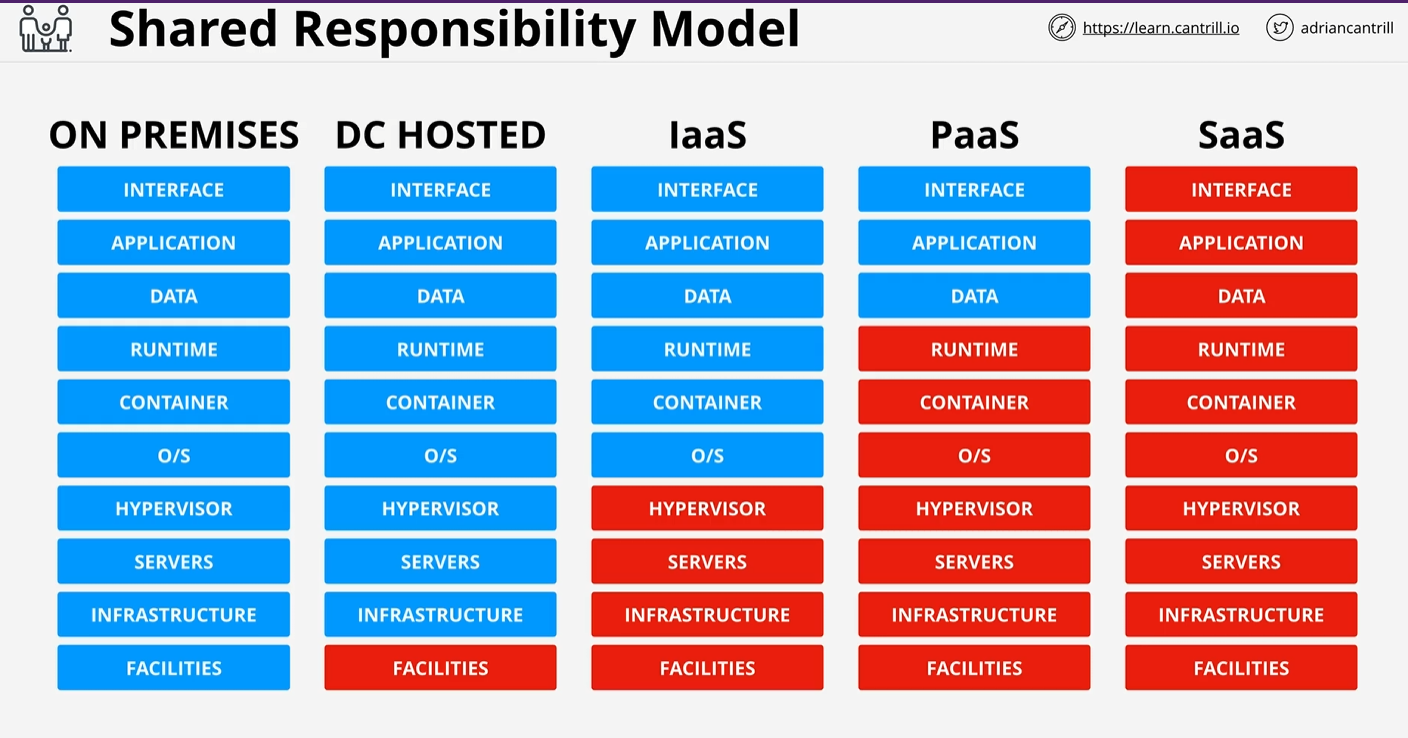 Shared Responsibility Model
https://learn.cantrill.io
adriancantrill
ON PREMISES DC HOSTED IaaS PaaS SaaS
INTERFACE INTERFACE INTERFACE INTERFACE INTERFACE
APPLICATION APPLICATION APPLICATION APPLICATION APPLICATION
DATA DATA DATA DATA DATA
RUNTIME RUNTIME RUNTIME RUNTIME RUNTIME
CONTAINER CONTAINER CONTAINER CONTAINER CONTAINER
O/S O/S O/S O/S O/S
HYPERVISOR HYPERVISOR HYPERVISOR HYPERVISOR HYPERVISOR
SERVERS SERVERS SERVERS SERVERS SERVERS
INFRASTRUCTURE INFRASTRUCTURE INFRASTRUCTURE INFRASTRUCTURE INFRASTRUCTURE
FACILITIES FACILITIES FACILITIES FACILITIES FACILITIES